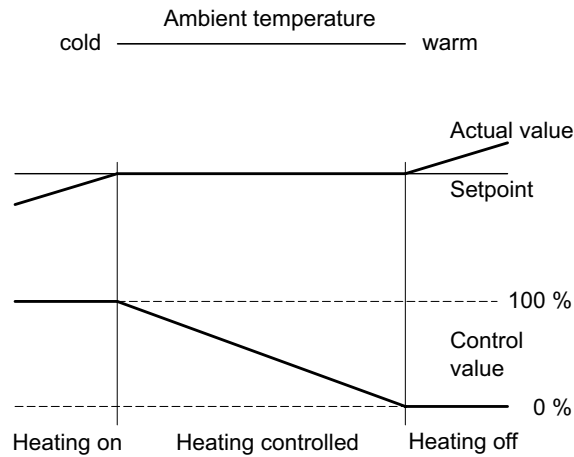 Ambient temperature
cold
warm
Actual value
Setpoint
100 %
Control
value
0 %
Heating on
Heating controlled
Heating off